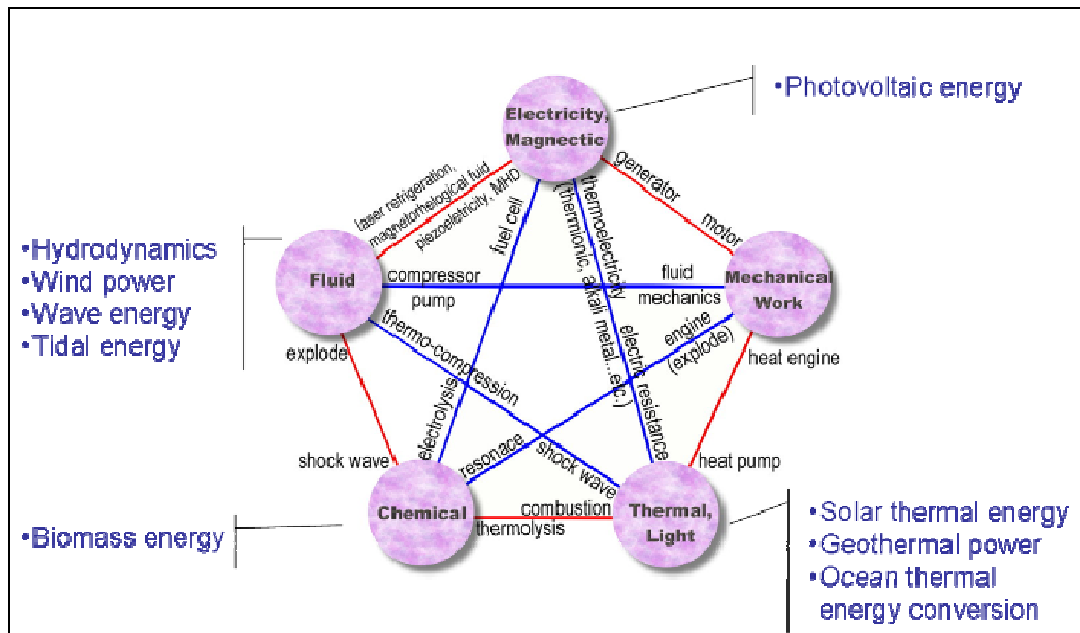 •Photovoltaic energy
Electricity,
Magnectic
laser refrigeration,
magnetorhelogical fluid
piezoeletricity, MHD
generator
motor
fuel cell
electrolysis
thermoelectricity
(thermionic, alkali metal...etc.)
electric resistance
•Hydrodynamics
•Wind power
•Wave energy
•Tidal energy
Fluid
compressor
pump
fluid
mechanics
Mechanical
Work
explode
thermo-compression
engine
(explode)
heat engine
shock wave
resonace
shock wave
heat pump
Chemical
combustion
thermolysis
Thermal,
Light
•Biomass energy
•Solar thermal energy
•Geothermal power
•Ocean thermal
energy conversion